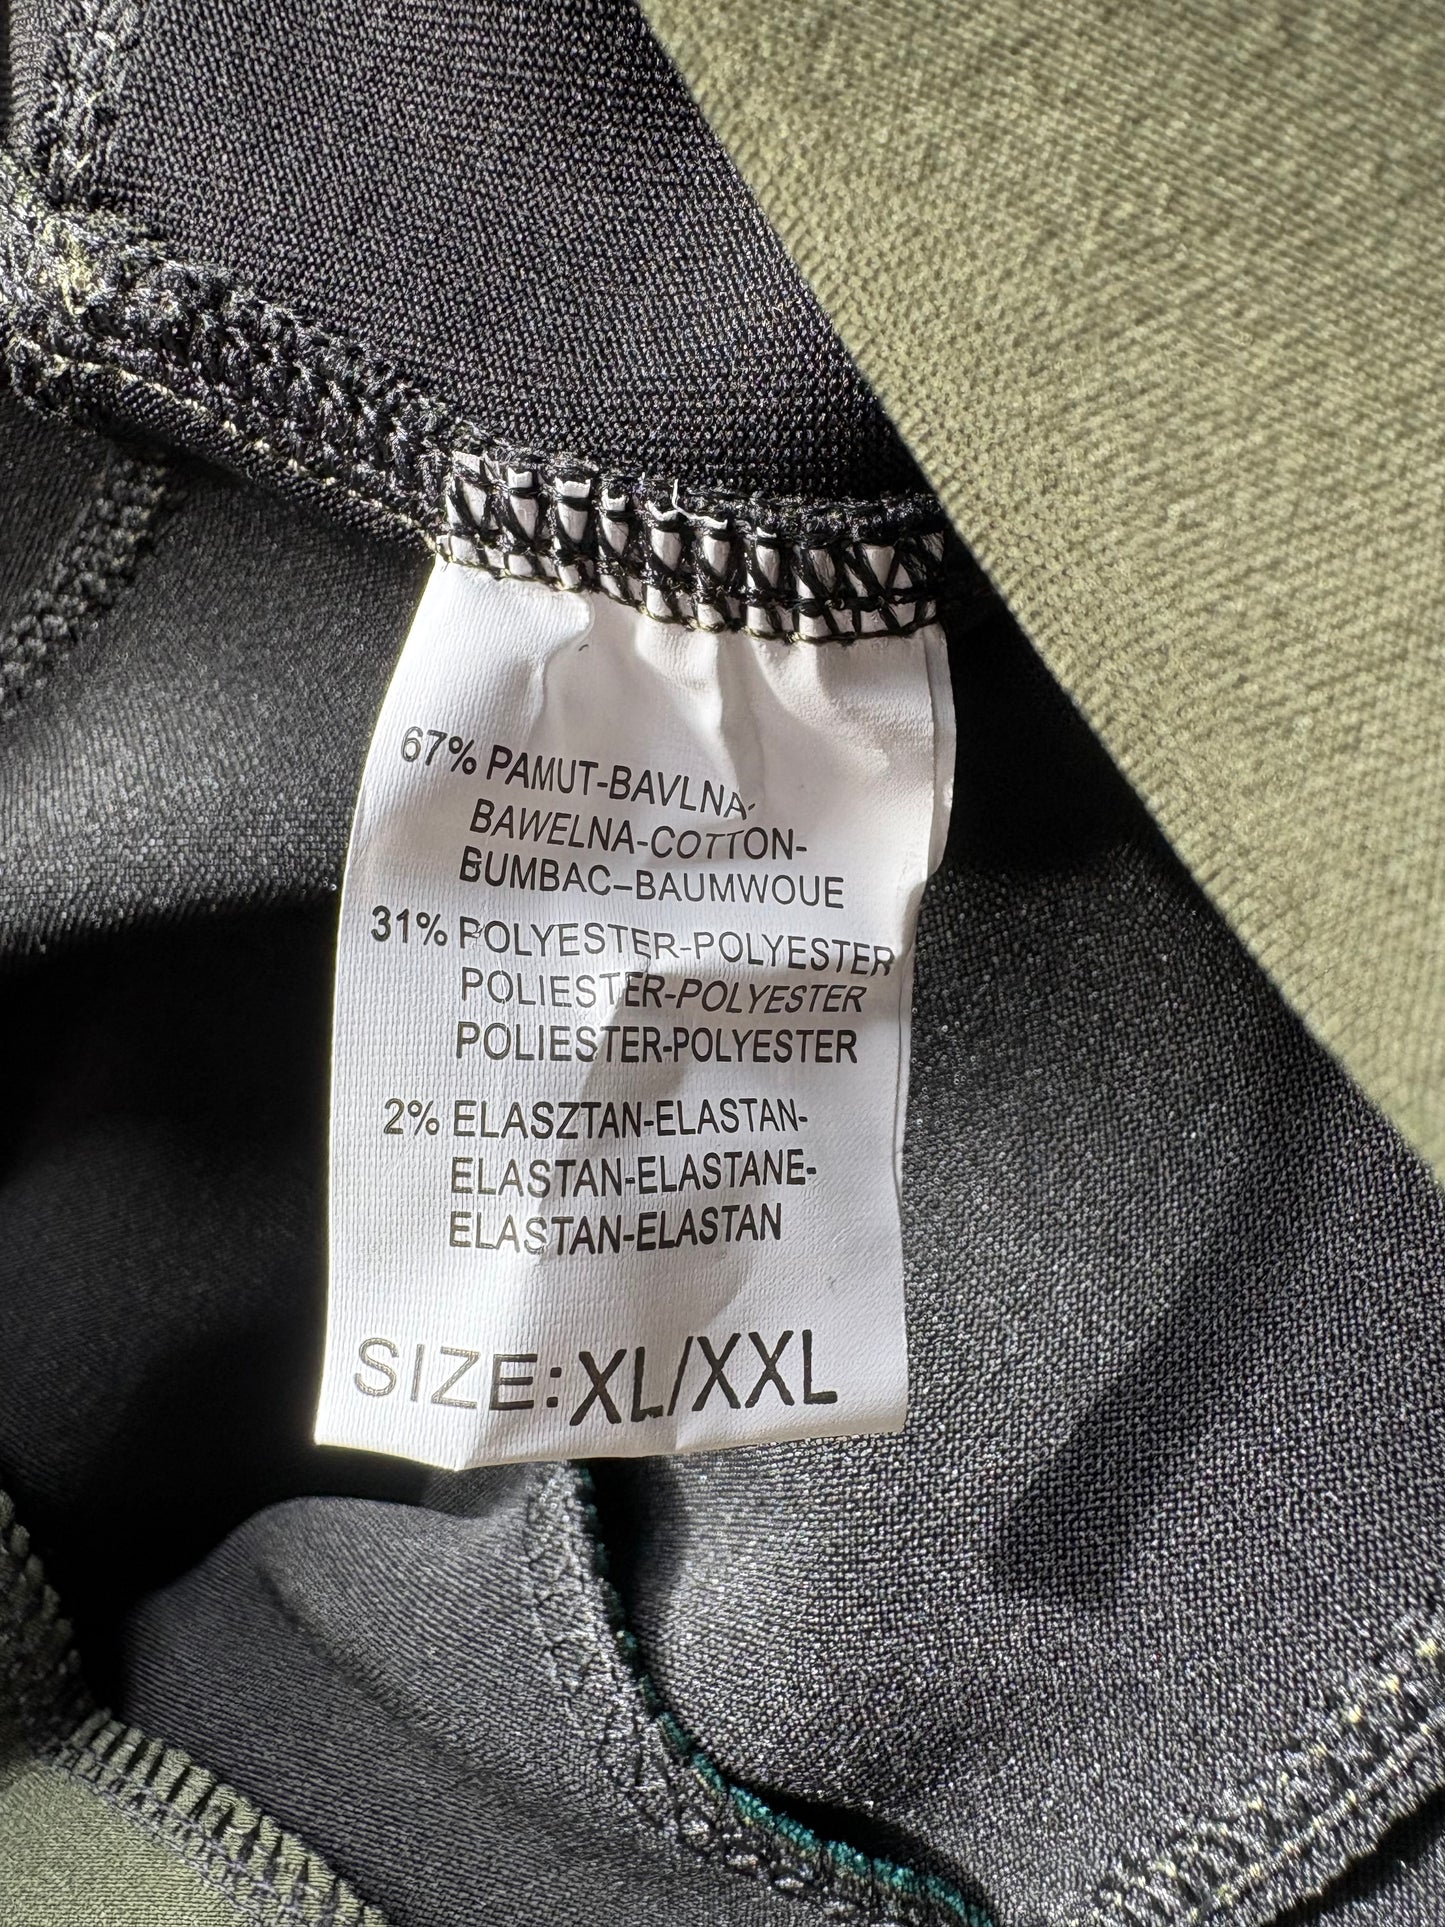 67% PAMUT-BAVLNA-
BAWELNA-COTTON-
BUMBAC-BAUMWOUE
31% POLYESTER-POLYESTER
POLIESTER-POLYESTER
POLIESTER-POLYESTER
2% ELASZTAN-ELASTAN-
ELASTAN-ELASTANE-
ELASTAN-ELASTAN
SIZE:XL/XXL